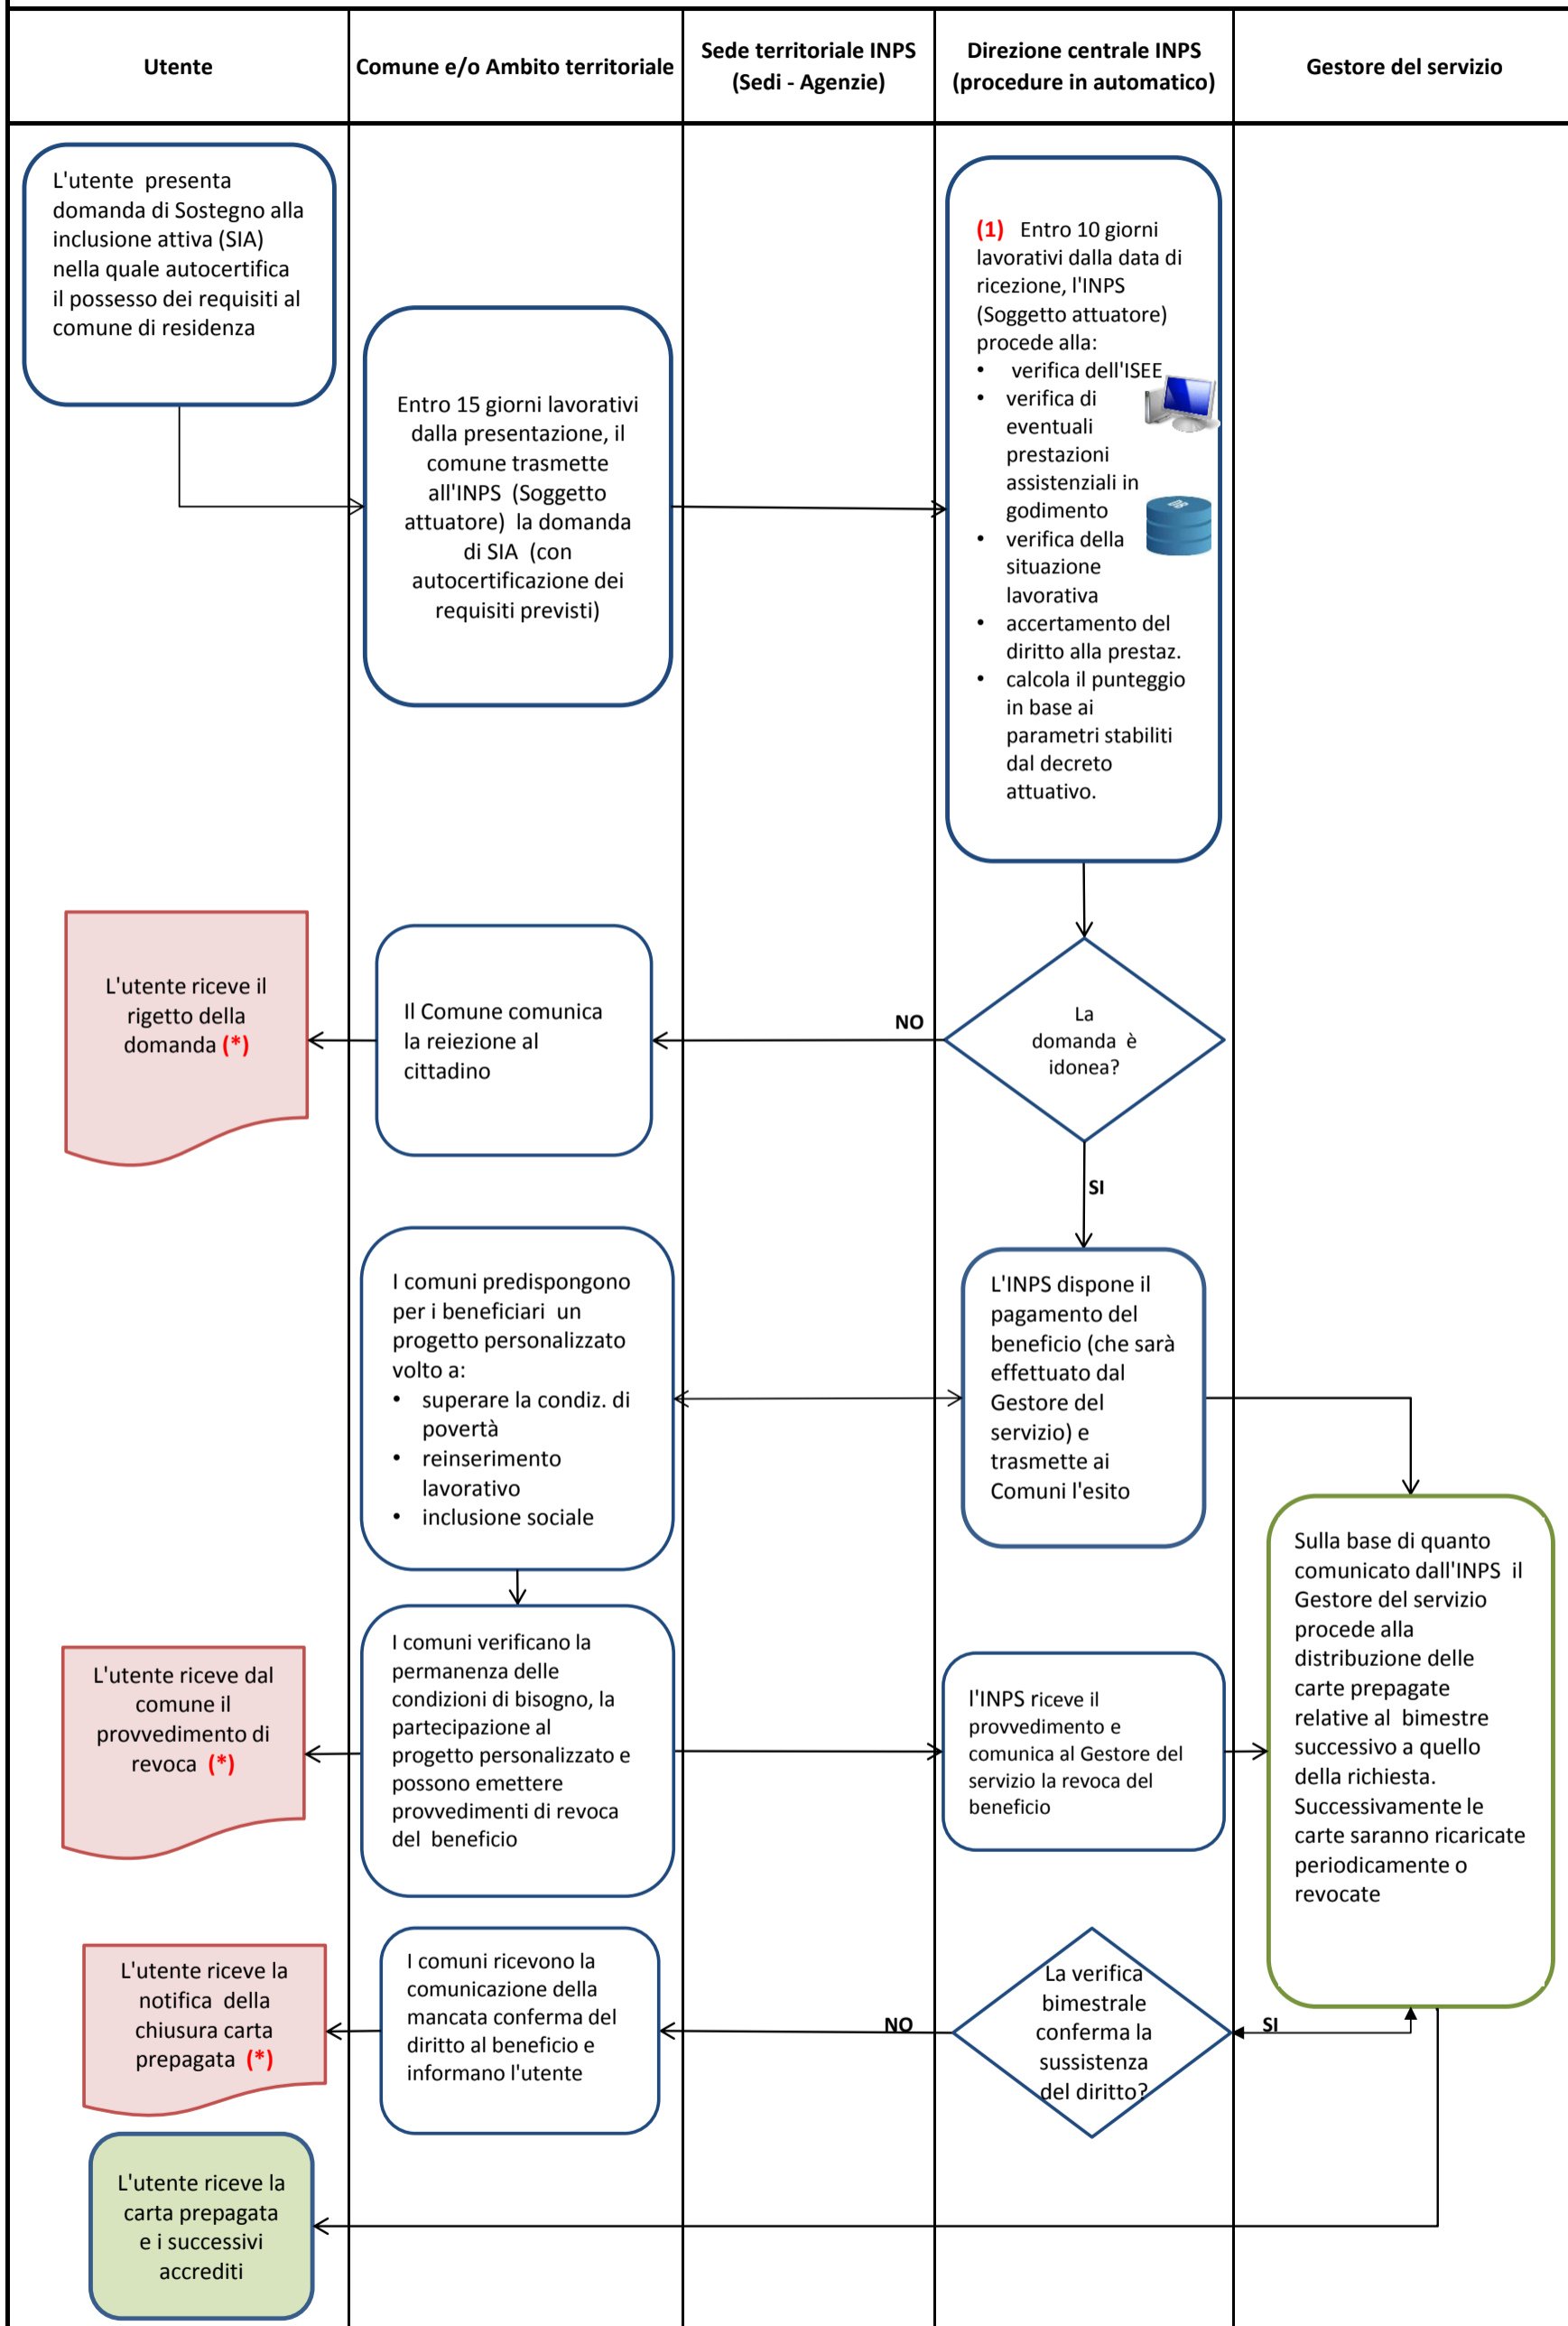 Utente
Comune e/o Ambito territoriale
Sede territoriale INPS
(Sedi - Agenzie)
Direzione centrale INPS
(procedure in automatico)
Gestore del servizio
L'utente presenta
domanda di Sostegno alla
inclusione attiva (SIA)
nella quale autocertifica
il possesso dei requisiti al
comune di residenza
Entro 15 giorni lavorativi
dalla presentazione, il
comune trasmette
all'INPS (Soggetto
attuatore) la domanda
di SIA (con
autocertificazione dei
requisiti previsti)
(1) Entro 10 giorni
lavorativi dalla data di
ricezione, l'INPS
(Soggetto attuatore)
procede alla:
• verifica dell'ISEE
• verifica di
eventuali
prestazioni
assistenziali in
godimento
• verifica della
situazione
lavorativa
• accertamento del
diritto alla prestaz.
• calcola il punteggio
in base ai
parametri stabiliti
dal decreto
attuativo.
L'utente riceve il
rigetto della
domanda (*)
Il Comune comunica
la reiezione al
cittadino
NO
La
domanda è
idonea?
SI
I comuni predispongono
per i beneficiari un
progetto personalizzato
volto a:
• superare la condiz. di
povertà
• reinserimento
lavorativo
• inclusione sociale
L'INPS dispone il
pagamento del
beneficio (che sarà
effettuato dal
Gestore del
servizio) e
trasmette ai
Comuni l'esito
Sulla base di quanto
comunicato dall'INPS il
Gestore del servizio
procede alla
distribuzione delle
carte prepagate
relative al bimestre
successivo a quello
della richiesta.
Successivamente le
carte saranno ricaricate
periodicamente o
revocate
L'utente riceve dal
comune il
provvedimento di
revoca (*)
I comuni verificano la
permanenza delle
condizioni di bisogno, la
partecipazione al
progetto personalizzato e
possono emettere
provvedimenti di revoca
del beneficio
l'INPS riceve il
provvedimento e
comunica al Gestore del
servizio la revoca del
beneficio
L'utente riceve la
notifica della
chiusura carta
prepagata (*)
I comuni ricevono la
comunicazione della
mancata conferma del
diritto al beneficio e
informano l'utente
NO
La verifica
bimestrale
conferma la
sussistenza
del diritto?
SI
L'utente riceve la
carta prepagata
e i successivi
accrediti